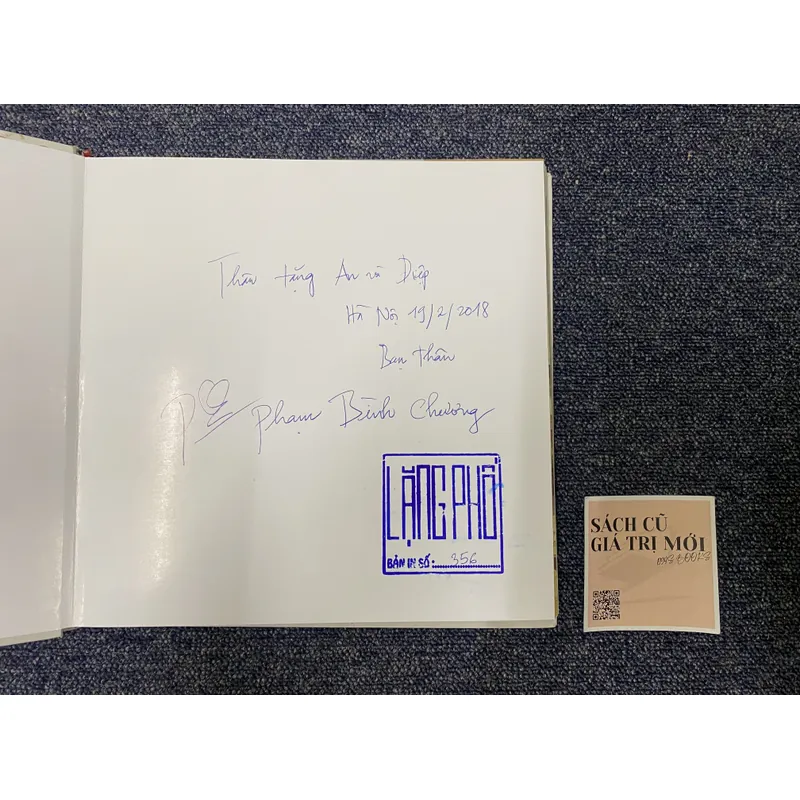 Thân tặng An và Diệp
Hà Nội 19/2/2018
Bạn thân
Phạm Bình Chương
LẶNG PHỐ
BẢN IN SỐ: 356
SÁCH CŨ
GIÁ TRỊ MỚI